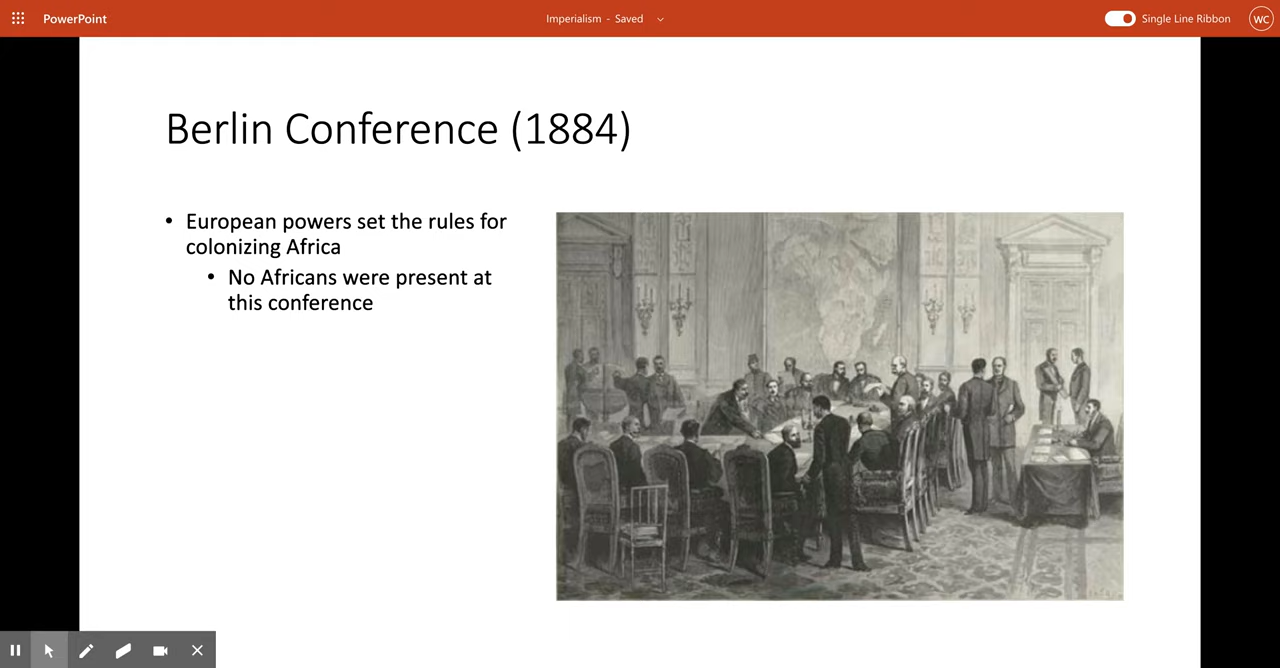 PowerPoint
Imperialism - Saved
Single Line Ribbon
WC
Berlin Conference (1884)
• European powers set the rules for
colonizing Africa
• No Africans were present at
this conference